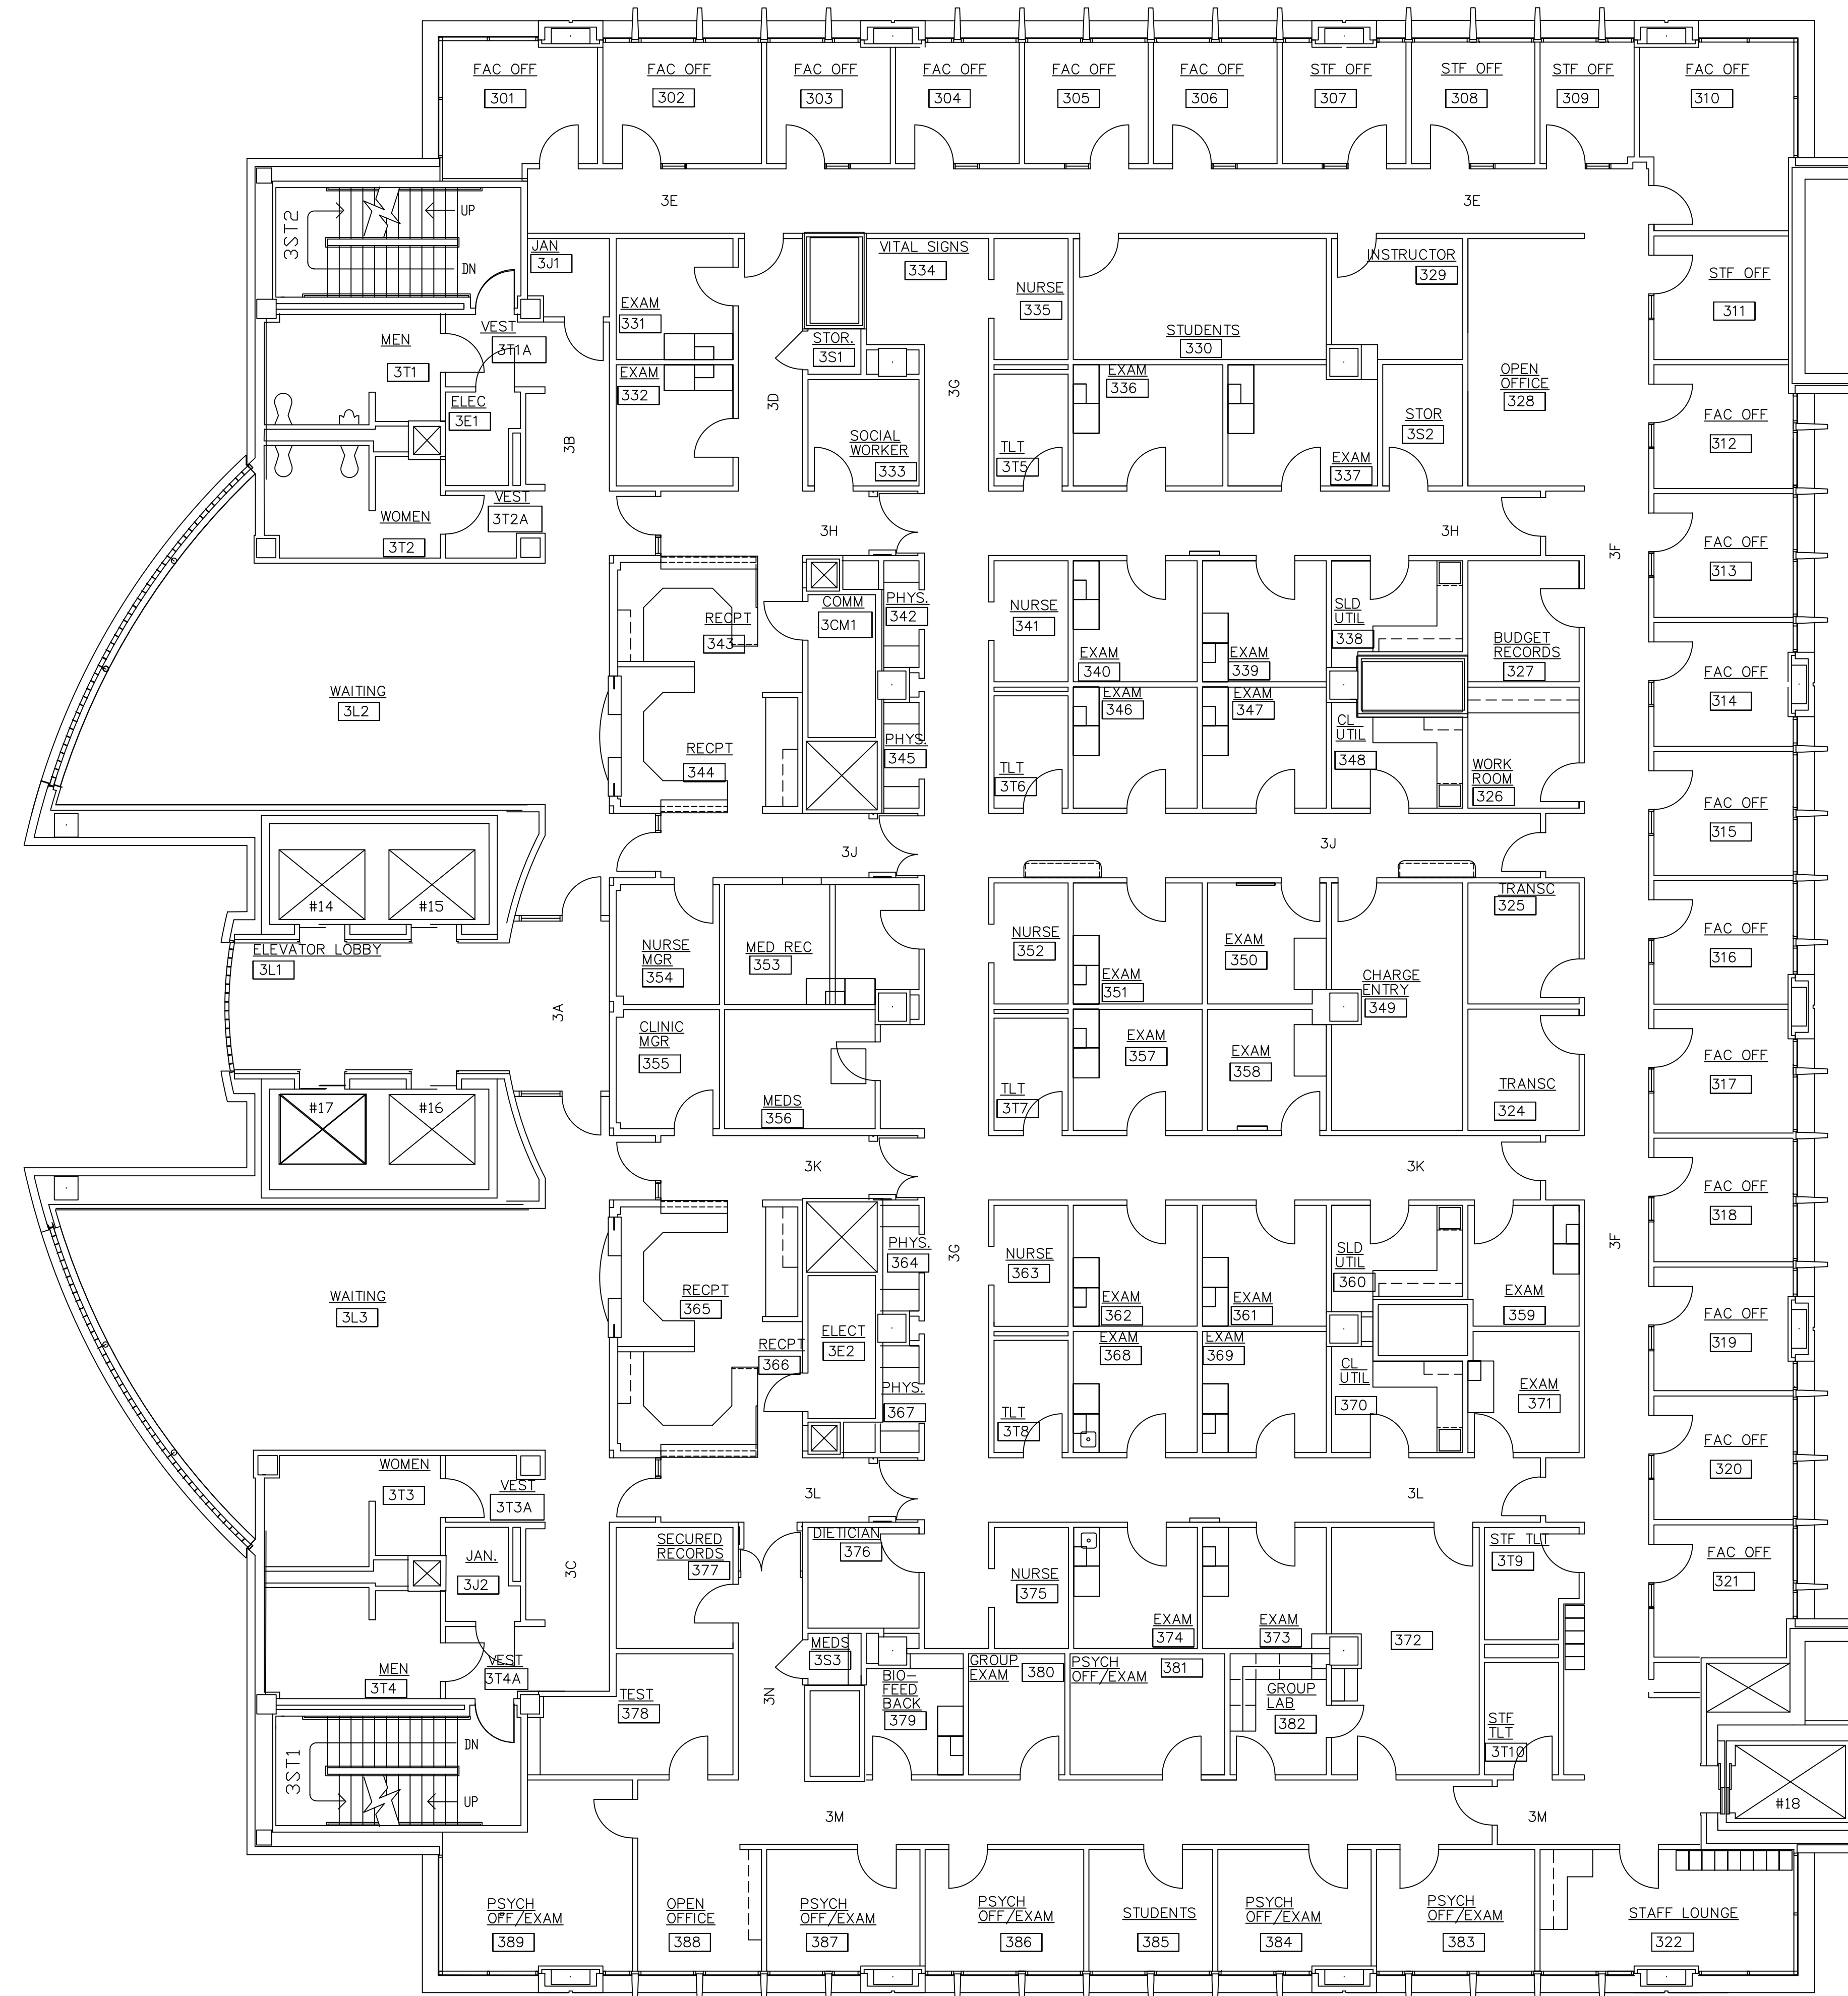 FAC OFF
301
FAC OFF
302
FAC OFF
303
FAC OFF
304
FAC OFF
305
FAC OFF
306
STF OFF
307
STF OFF
308
STF OFF
309
FAC OFF
310
3E
3E
3ST2
UP
DN
JAN
3J1
VITAL SIGNS
334
INSTRUCTOR
329
STF OFF
311
NURSE
335
EXAM
331
MEN
3T1
VEST
3T1A
STOR.
3S1
STUDENTS
330
EXAM
332
ELEC
3E1
3D
3G
EXAM
336
OPEN
OFFICE
328
STOR
3S2
FAC OFF
312
3B
SOCIAL
WORKER
333
TLT
3T5
EXAM
337
WOMEN
3T2
VEST
3T2A
3H
3H
3F
FAC OFF
313
RECPT
343
COMM
3CM1
PHYS.
342
NURSE
341
EXAM
340
EXAM
339
SLD
UTIL
338
BUDGET
RECORDS
327
WAITING
3L2
FAC OFF
314
RECPT
344
PHYS.
345
TLT
3T6
EXAM
346
EXAM
347
CL
UTIL
348
WORK
ROOM
326
FAC OFF
315
3J
3J
#14
#15
ELEVATOR LOBBY
3L1
NURSE
MGR
354
MED REC
353
NURSE
352
EXAM
351
EXAM
350
CHARGE
ENTRY
349
TRANSC
325
FAC OFF
316
3A
CLINIC
MGR
355
MEDS
356
TLT
3T7
EXAM
357
EXAM
358
TRANSC
324
FAC OFF
317
#17
#16
3K
3K
FAC OFF
318
3G
3F
WAITING
3L3
RECPT
365
RECPT
366
ELECT
3E2
PHYS.
364
NURSE
363
EXAM
362
EXAM
361
SLD
UTIL
360
EXAM
359
FAC OFF
319
PHYS.
367
TLT
3T8
EXAM
368
EXAM
369
CL
UTIL
370
EXAM
371
FAC OFF
320
WOMEN
3T3
VEST
3T3A
3L
3L
JAN.
3J2
3C
SECURED
RECORDS
377
DIETICIAN
376
NURSE
375
EXAM
374
EXAM
373
372
STF TLT
3T9
FAC OFF
321
MEN
3T4
VEST
3T4A
TEST
378
3N
MEDS
3S3
BIO-
FEED
BACK
379
GROUP
EXAM
380
PSYCH
OFF/EXAM
381
GROUP
LAB
382
STF
TLT
3T10
3ST1
DN
UP
3M
3M
#18
PSYCH
OFF/EXAM
389
OPEN
OFFICE
388
PSYCH
OFF/EXAM
387
PSYCH
OFF/EXAM
386
STUDENTS
385
PSYCH
OFF/EXAM
384
PSYCH
OFF/EXAM
383
STAFF LOUNGE
322